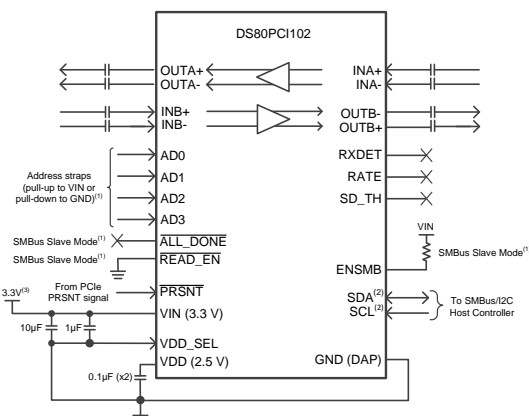 DS80PCI102
OUTA+
OUTA-
INA+
INA-
INB+
INB-
OUTB-
OUTB+
Address straps
(pull-up to VIN or
pull-down to GND)(1)
AD0
AD1
AD2
AD3
RXDET
RATE
SD_TH
SMBus Slave Mode(1)
ALL_DONE
SMBus Slave Mode(1)
READ_EN
VIN
SMBus Slave Mode(1
ENSMB
From PCIe
PRSNT signal
PRSNT
SDA(2)
SCL(2)
To SMBus/I2C
Host Controller
3.3V(3)
VIN (3.3 V)
10µF
1µF
VDD_SEL
VDD (2.5 V)
0.1µF (x2)
GND (DAP)